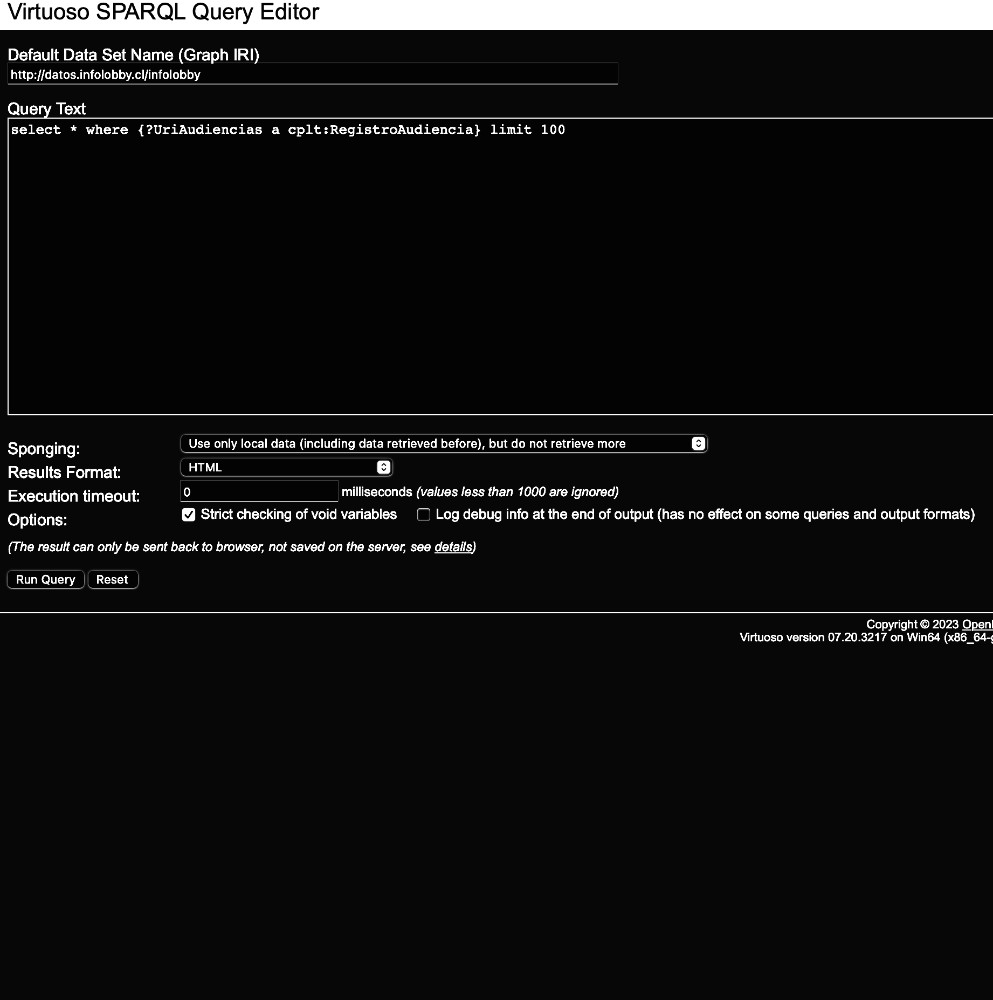 Virtuoso SPARQL Query Editor
Default Data Set Name (Graph IRI)
http://datos.infolobby.cl/infolobby
Query Text
select * where {?UriAudiencias a cplt:RegistroAudiencia} limit 100
Sponging: Use only local data (including data retrieved before), but do not retrieve more
Results Format: HTML
Execution timeout: 0 milliseconds (values less than 1000 are ignored)
Options: Strict checking of void variables Log debug info at the end of output (has no effect on some queries and output formats)
(The result can only be sent back to browser, not saved on the server, see details)
Run Query Reset
Copyright © 2023
Virtuoso version 07.20.3217 on Win64